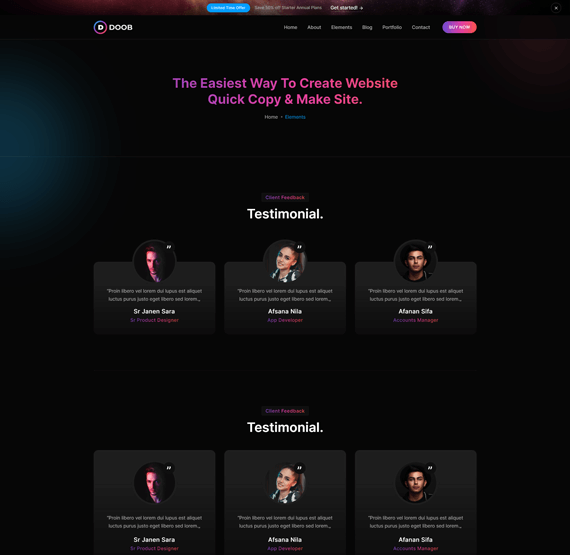 Limited Time Offer Save 50% off Starter Annual Plans Get started! →
DOOB Home About Elements Blog Portfolio Contact BUY NOW
The Easiest Way To Create Website
Quick Copy & Make Site.
Home Elements
Client Feedback
Testimonial.
"Proin libero vel lorem dui lupus est aliquet
luctus purus justo eget libero sed lorem.,,
Sr Janen Sara
Sr Product Designer
"Proin libero vel lorem dui lupus est aliquet
luctus purus justo eget libero sed lorem.,,
Afsana Nila
App Developer
"Proin libero vel lorem dui lupus est aliquet
luctus purus justo eget libero sed lorem.,,
Afanan Sifa
Accounts Manager
Client Feedback
Testimonial.
"Proin libero vel lorem dui lupus est aliquet
luctus purus justo eget libero sed lorem.,,
Sr Janen Sara
Sr Product Designer
"Proin libero vel lorem dui lupus est aliquet
luctus purus justo eget libero sed lorem.,,
Afsana Nila
App Developer
"Proin libero vel lorem dui lupus est aliquet
luctus purus justo eget libero sed lorem.,,
Afanan Sifa
Accounts Manager